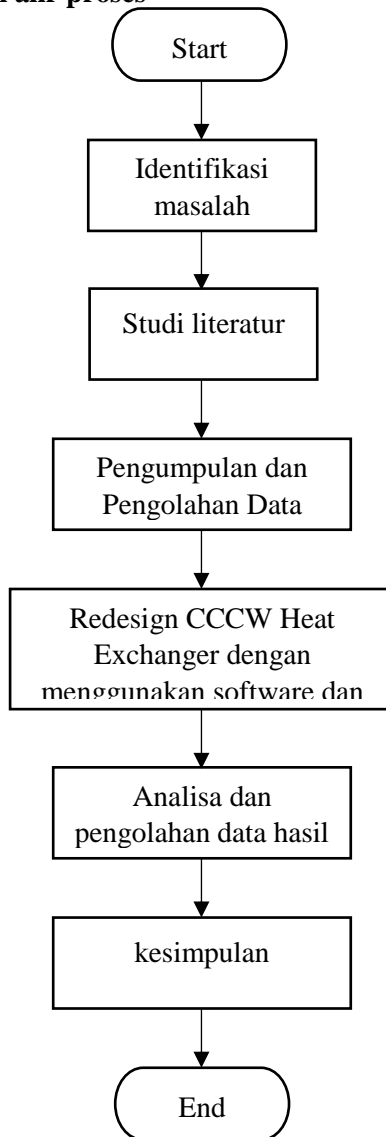 proses
Start
Identifikasi
masalah
Studi literatur
Pengumpulan dan
Pengolahan Data
Redesign CCCW Heat
Exchanger dengan
menggunakan software dan
Analisa dan
pengolahan data hasil
kesimpulan
End